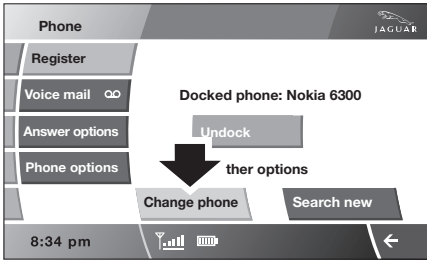 Phone
JAGUAR
Register
Voice mail
Docked phone: Nokia 6300
Answer options
Undock
Phone options
ther options
Change phone
Search new
8:34 pm